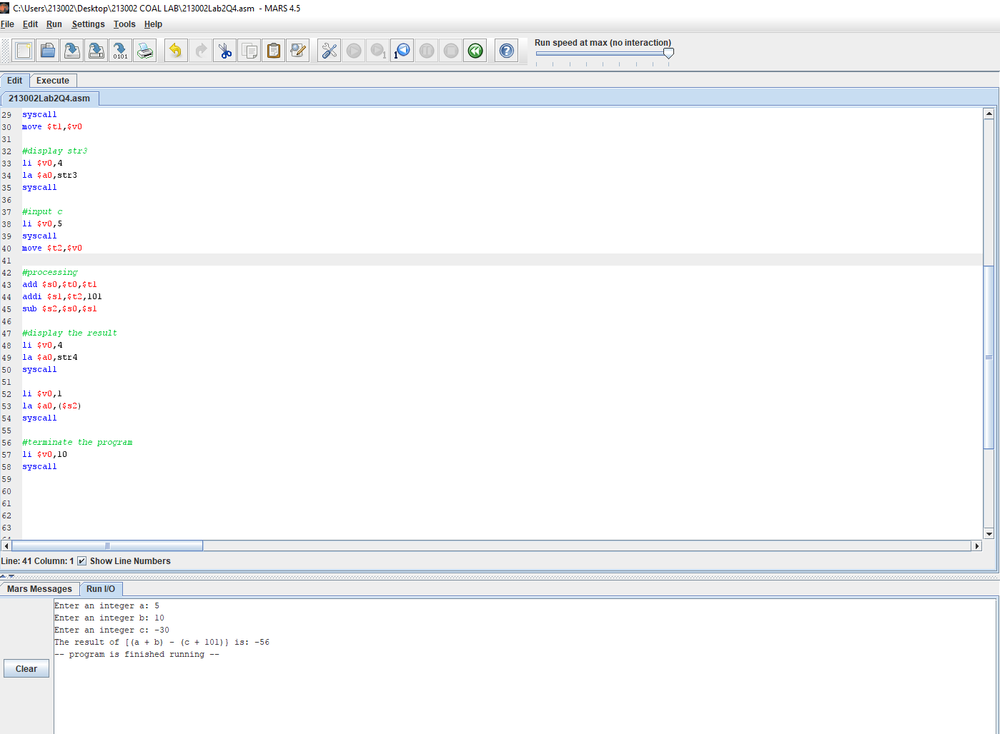 C:\Users\213002\Desktop\213002 COAL LAB\213002Lab2Q4.asm - MARS 4.5
File Edit Run Settings Tools Help
0101
1
1
Run speed at max (no interaction)
Edit Execute
213002Lab2Q4.asm
29 syscall
30 move $t1,$v0
31
32 #display str3
33 li $v0,4
34 la $a0,str3
35 syscall
36
37 #input c
38 li $v0,5
39 syscall
40 move $t2,$v0
41
42 #processing
43 add $s0,$t0,$t1
44 addi $s1,$t2,101
45 sub $s2,$s0,$s1
46
47 #display the result
48 li $v0,4
49 la $a0,str4
50 syscall
51
52 li $v0,1
53 la $a0,($s2)
54 syscall
55
56 #terminate the program
57 li $v0,10
58 syscall
59
60
61
62
63
Line: 41 Column: 1 Show Line Numbers
Mars Messages Run I/O
Enter an integer a: 5
Enter an integer b: 10
Enter an integer c: -30
The result of [(a + b) - (c + 101)} is: -56
-- program is finished running --
Clear